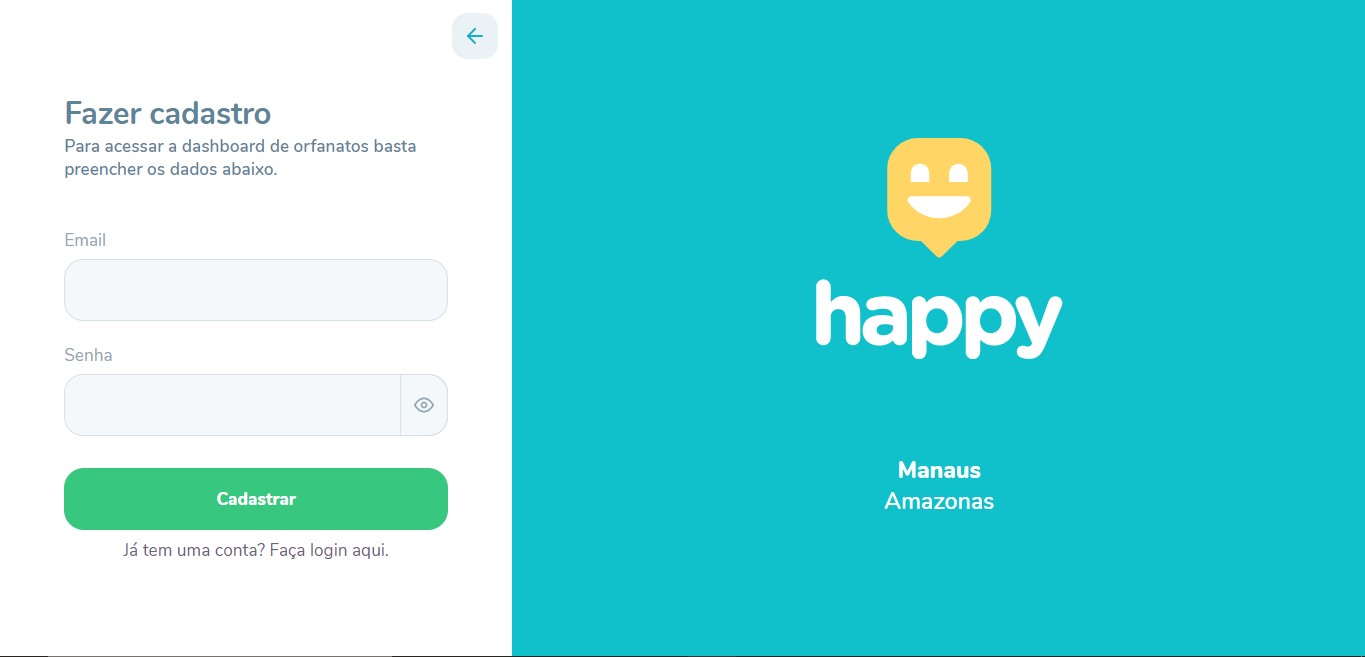 Fazer cadastro
Para acessar a dashboard de orfanatos basta
preencher os dados abaixo.
Email
Senha
Cadastrar
Já tem uma conta? Faça login aqui.
happy
Manaus
Amazonas